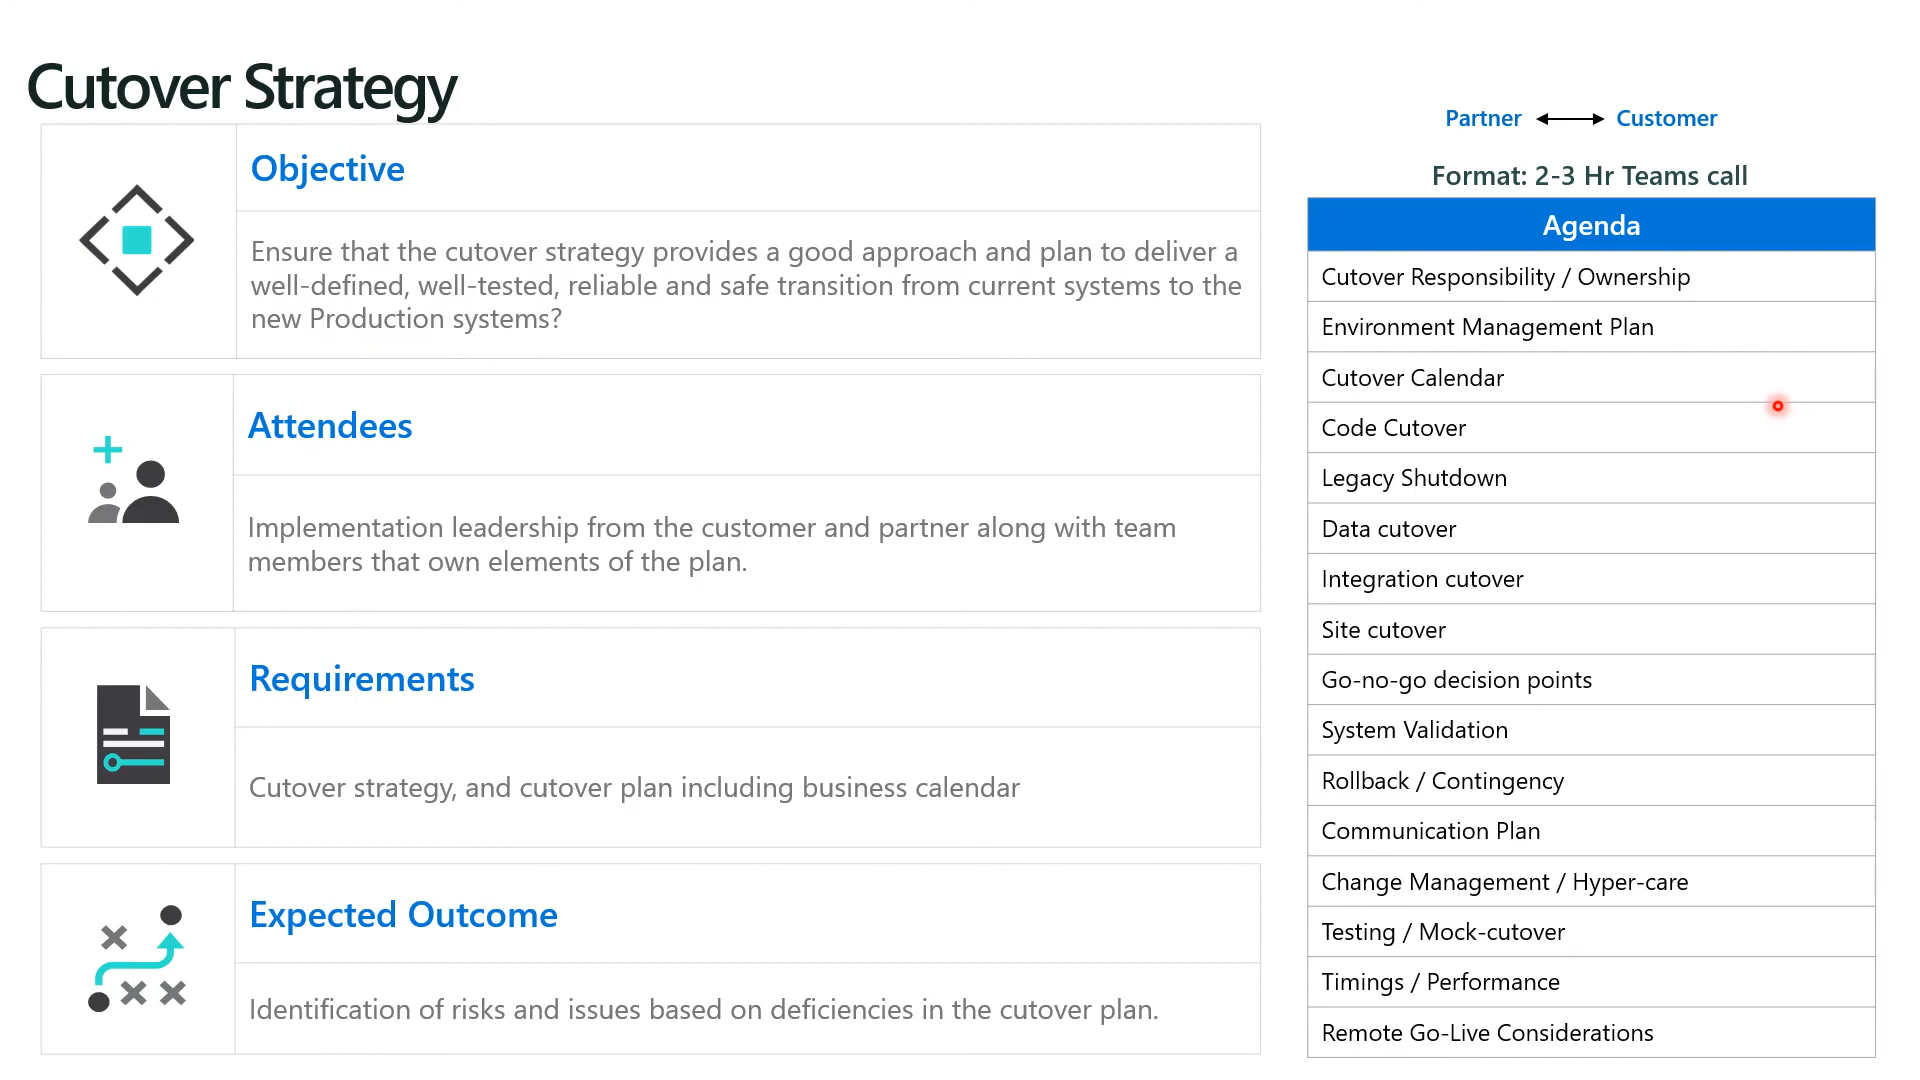 Cutover Strategy
Objective
Ensure that the cutover strategy provides a good approach and plan to deliver a
well-defined, well-tested, reliable and safe transition from current systems to the
new Production systems?
Attendees
Implementation leadership from the customer and partner along with team
members that own elements of the plan.
Requirements
Cutover strategy, and cutover plan including business calendar
Expected Outcome
Identification of risks and issues based on deficiencies in the cutover plan.
Partner Customer
Format: 2-3 Hr Teams call
Agenda
Cutover Responsibility / Ownership
Environment Management Plan
Cutover Calendar
Code Cutover
Legacy Shutdown
Data cutover
Integration cutover
Site cutover
Go-no-go decision points
System Validation
Rollback / Contingency
Communication Plan
Change Management / Hyper-care
Testing / Mock-cutover
Timings / Performance
Remote Go-Live Considerations